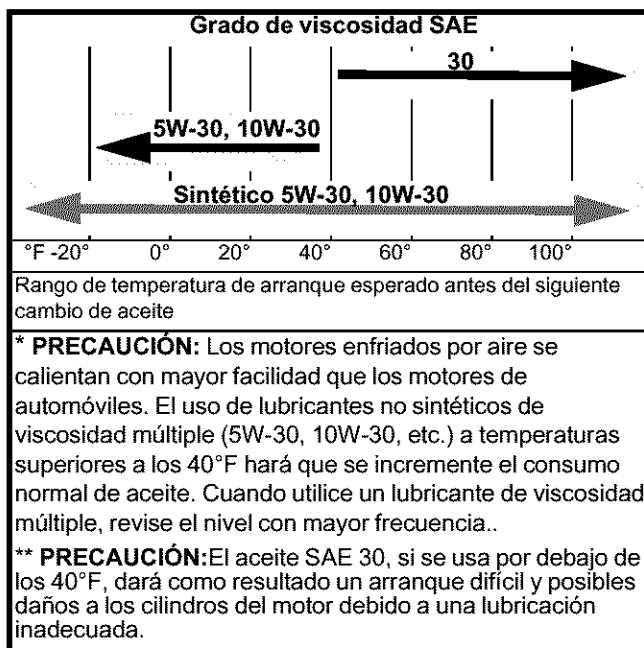 Grado de viscosidad SAE
30
5W-30, 10W-30
Sintético 5W-30, 10W-30
°F -20° 0° 20° 40° 60° 80° 100°
Rango de temperatura de arranque esperado antes del siguiente
cambio de aceite
* PRECAUCIÓN: Los motores enfriados por aire se
calientan con mayor facilidad que los motores de
automóviles. El uso de lubricantes no sintéticos de
viscosidad múltiple (5W-30, 10W-30, etc.) a temperaturas
superiores a los 40°F hará que se incremente el consumo
normal de aceite. Cuando utilice un lubricante de viscosidad
múltiple, revise el nivel con mayor frecuencia..
** PRECAUCIÓN:El aceite SAE 30, si se usa por debajo de
los 40°F, dará como resultado un arranque difícil y posibles
daños a los cilindros del motor debido a una lubricación
inadecuada.